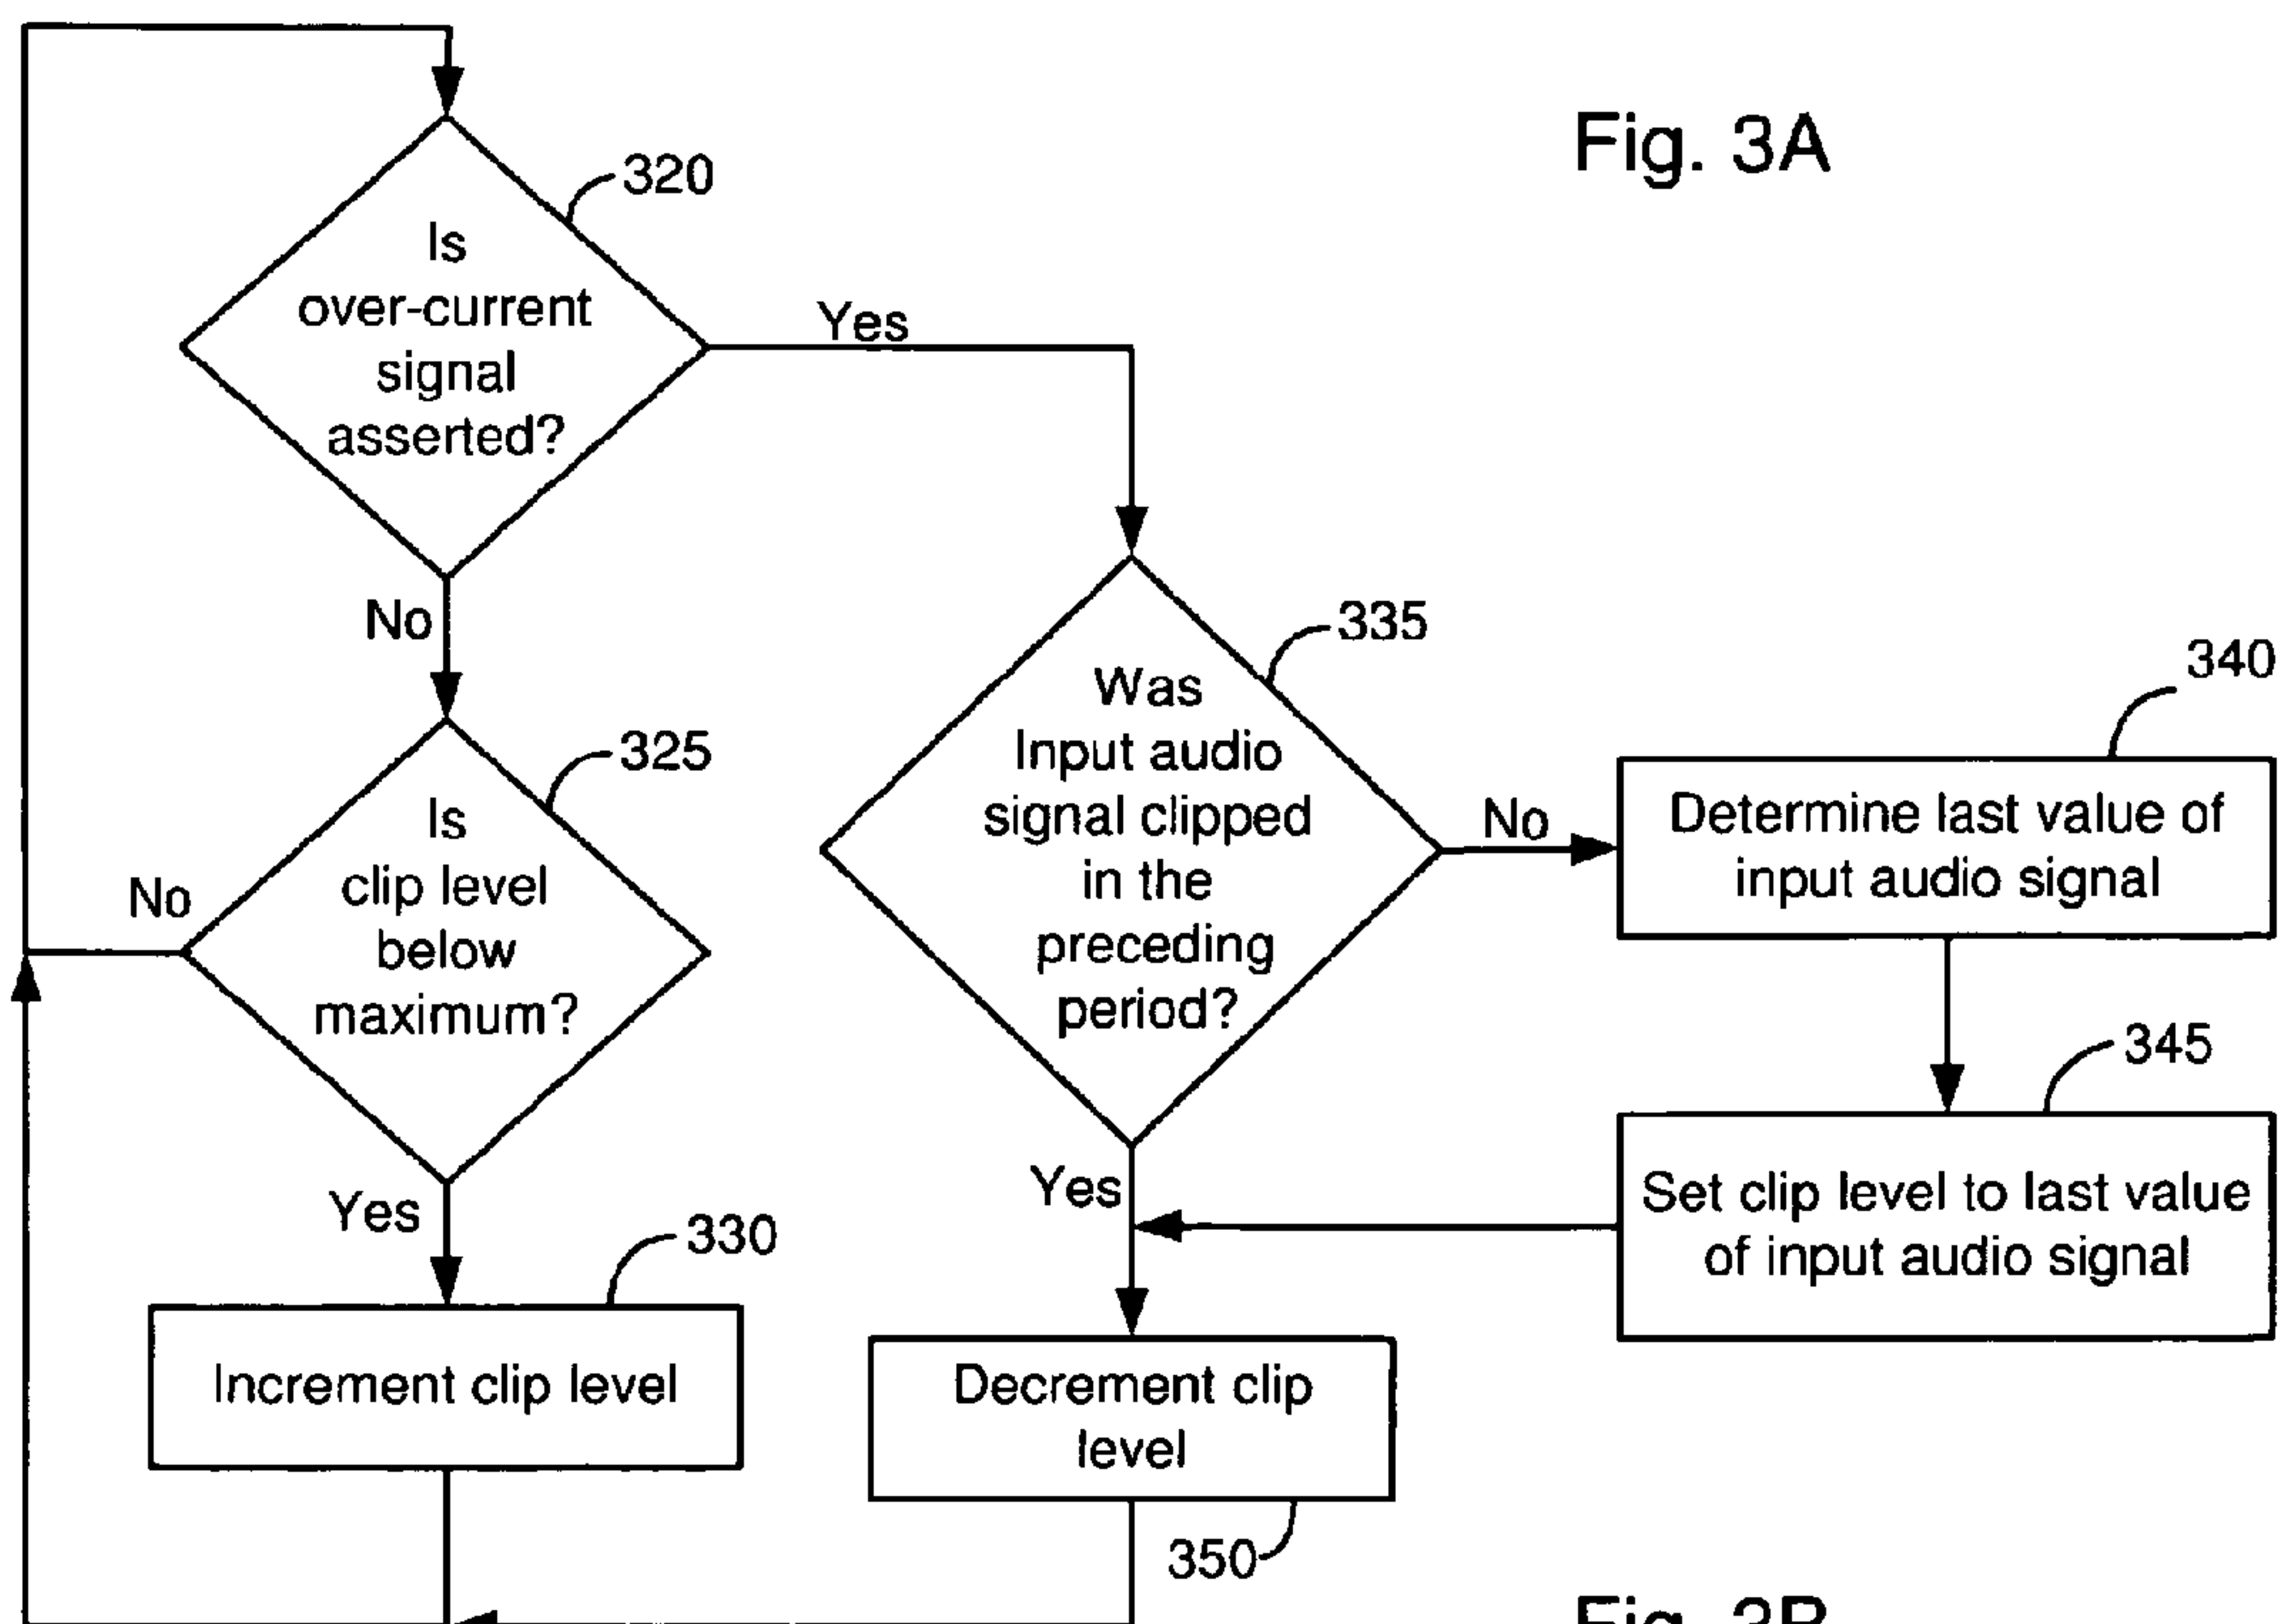 Fig. 3A
320
Is
over-current
signal
asserted?
Yes
No
325
Is
clip level
below
maximum?
No
Yes
330
Increment clip level
335
Was
Input audio
signal clipped
in the
preceding
period?
No
Yes
340
Determine last value of
input audio signal
345
Set clip level to last value
of input audio signal
Decrement clip
level
350